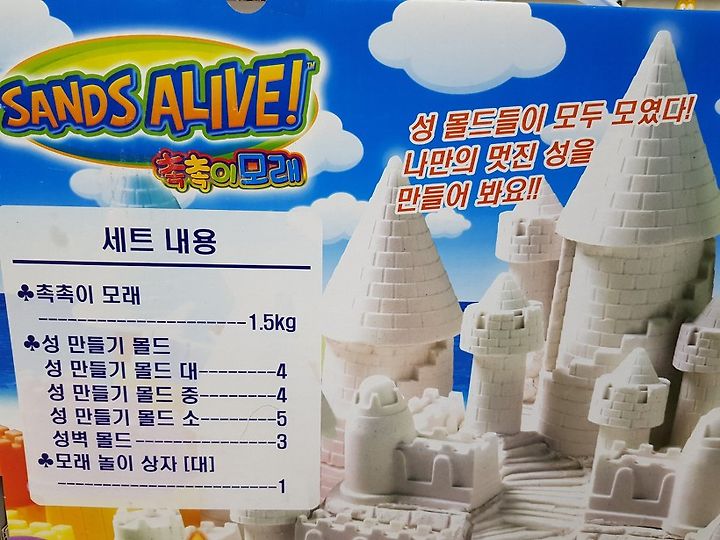 SANDS ALIVE!™
촉촉이모래
성 몰드들이 모두 모였다!
나만의 멋진 성을
만들어 봐요!!
세트 내용
♣촉촉이 모래
----------------------1.5kg
♣성 만들기 몰드
성 만들기 몰드 대--------4
성 만들기 몰드 중--------4
성 만들기 몰드 소--------5
성벽 몰드---------------3
♣모래 놀이 상자 [대]
-----------------------1